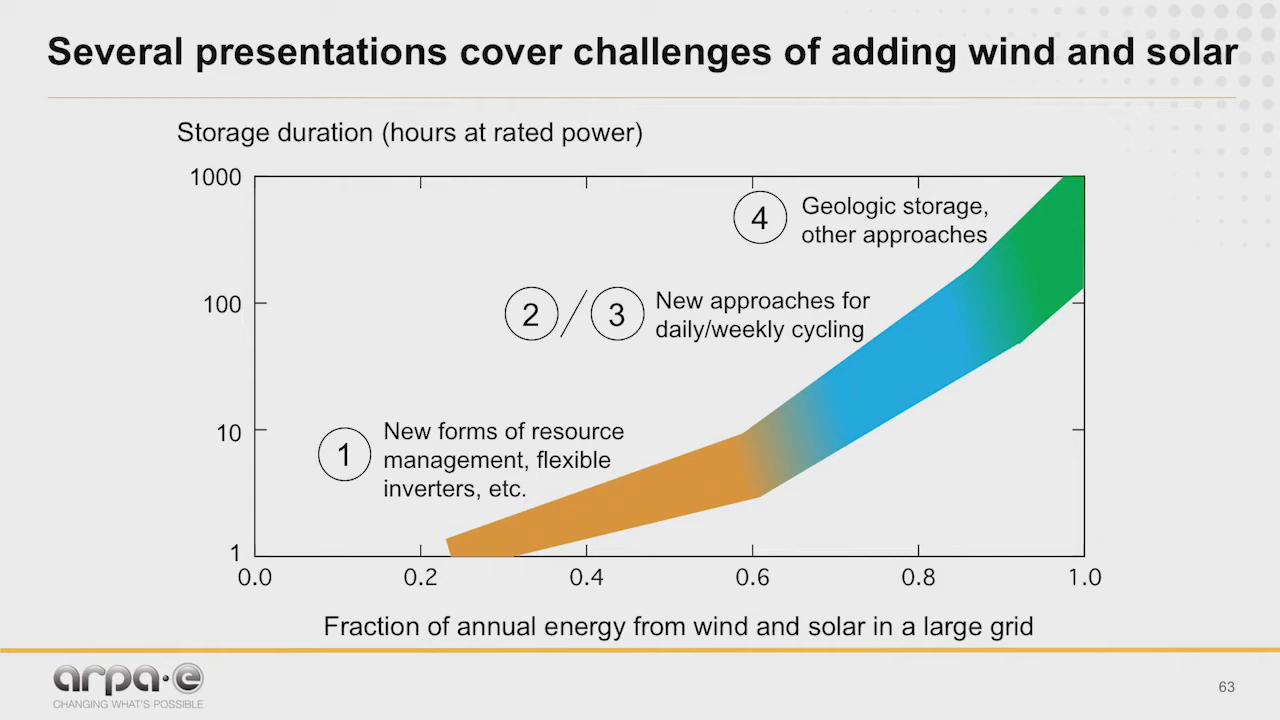 Several presentations cover challenges of adding wind and solar
Storage duration (hours at rated power)
1000
100
10
1
4
Geologic storage,
other approaches
2 / 3
New approaches for
daily/weekly cycling
1
New forms of resource
management, flexible
inverters, etc.
0.0 0.2 0.4 0.6 0.8 1.0
Fraction of annual energy from wind and solar in a large grid
arpa·e
CHANGING WHAT'S POSSIBLE
63